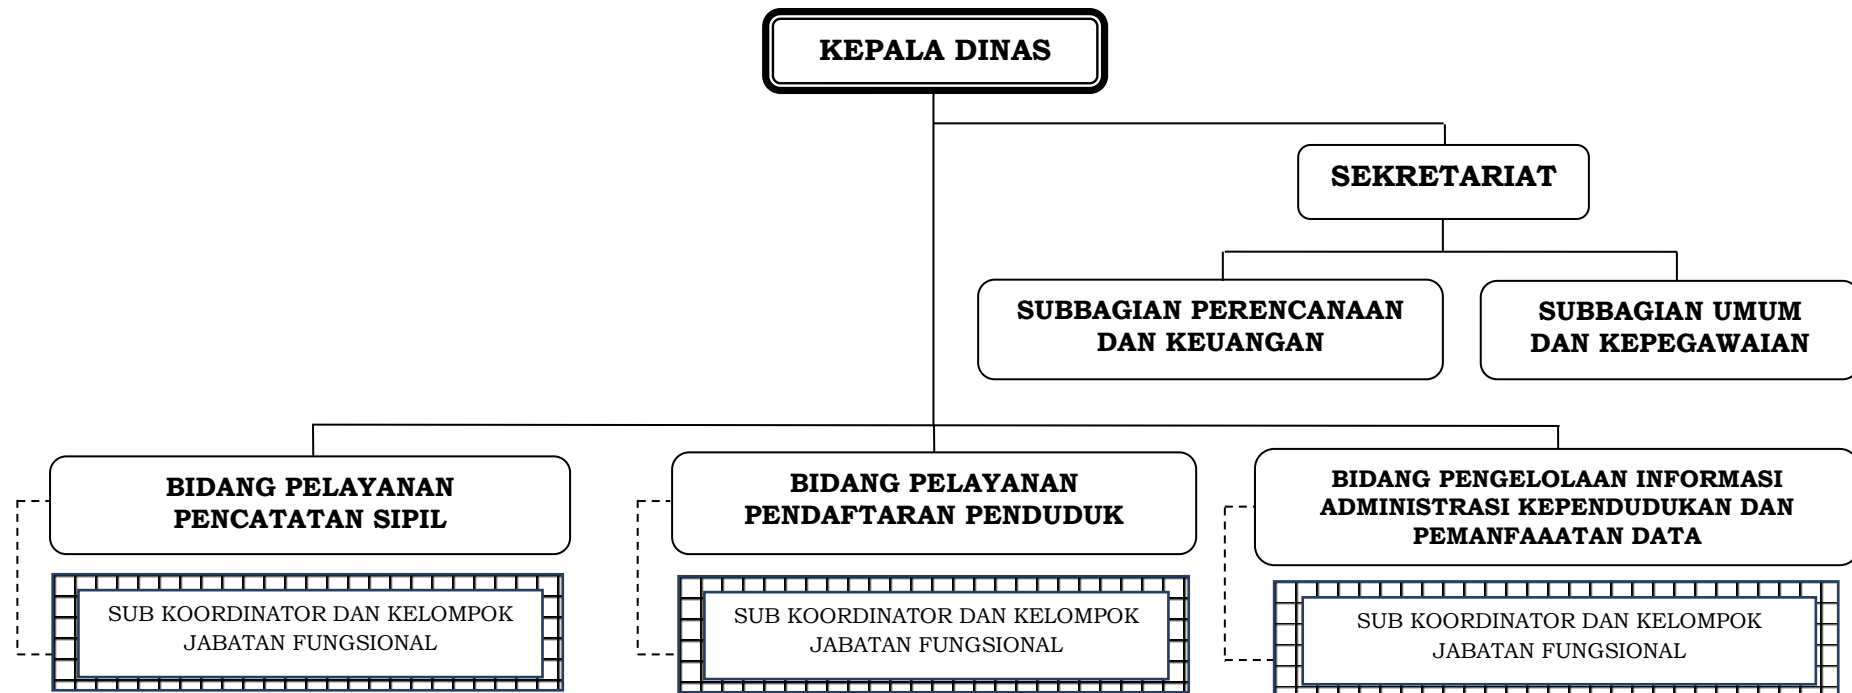 KEPALA DINAS
SEKRETARIAT
SUBBAGIAN PERENCANAAN
DAN KEUANGAN
SUBBAGIAN UMUM
DAN KEPEGAWAIAN
BIDANG PELAYANAN
PENCATATAN SIPIL
BIDANG PELAYANAN
PENDAFTARAN PENDUDUK
BIDANG PENGELOLAAN INFORMASI
ADMINISTRASI KEPENDUDUKAN DAN
PEMANFAAATAN DATA
SUB KOORDINATOR DAN KELOMPOK
JABATAN FUNGSIONAL
SUB KOORDINATOR DAN KELOMPOK
JABATAN FUNGSIONAL
SUB KOORDINATOR DAN KELOMPOK
JABATAN FUNGSIONAL